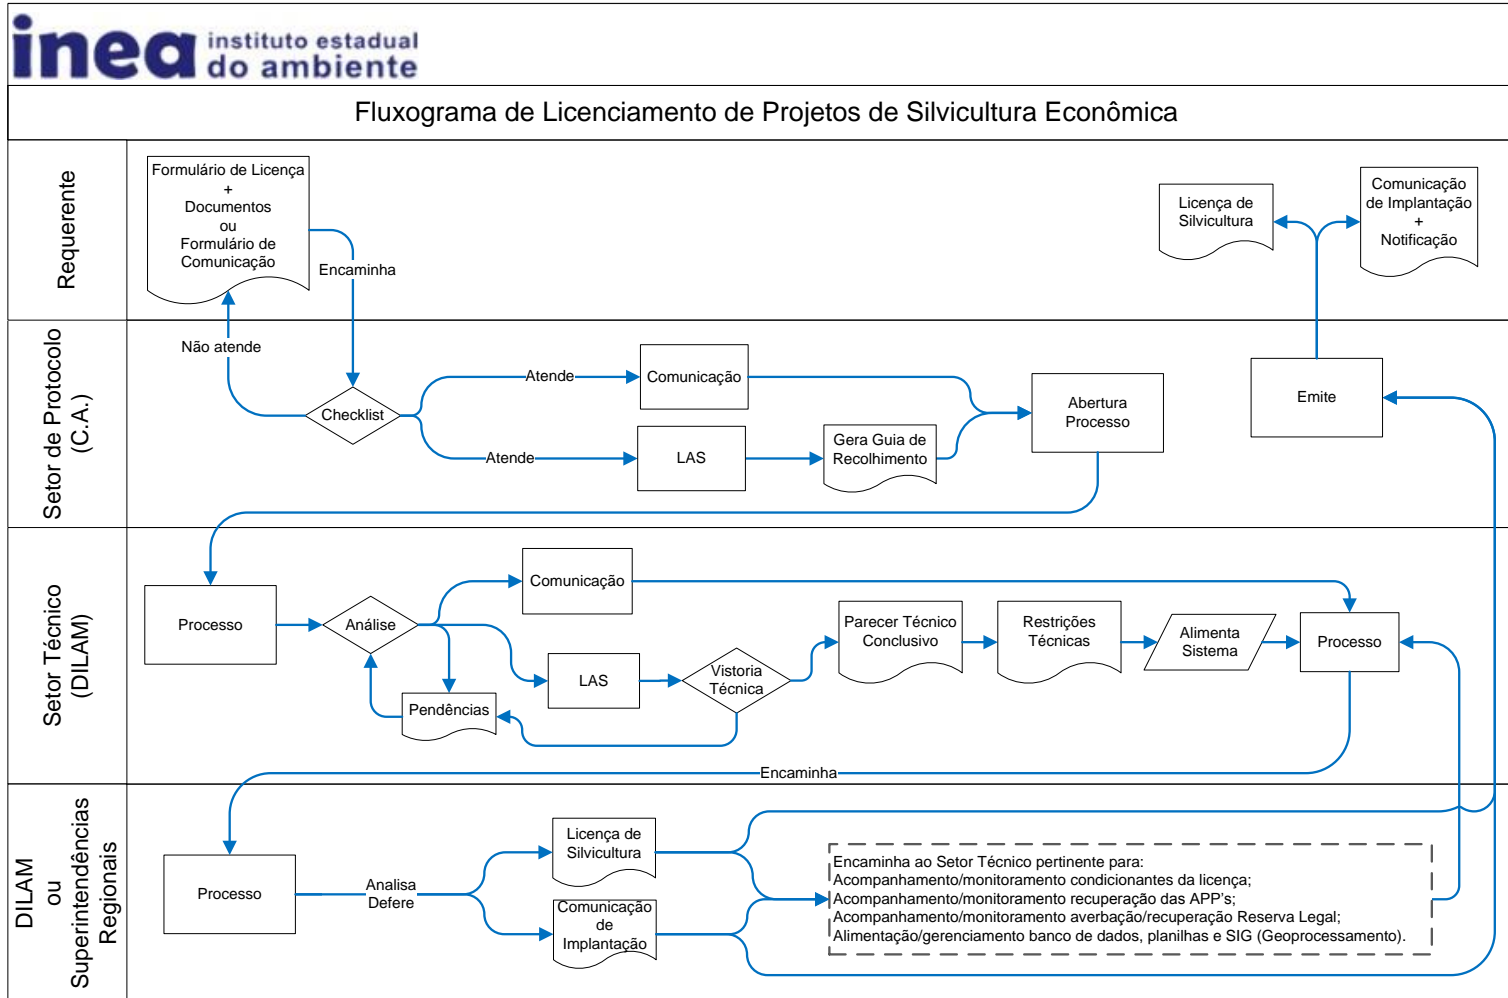 inea instituto estadual
do ambiente
Fluxograma de Licenciamento de Projetos de Silvicultura Econômica
Requerente
Formulário de Licença
+
Documentos
ou
Formulário de
Comunicação
Encaminha
Licença de
Silvicultura
Comunicação
de Implantação
+
Notificação
Setor de Protocolo
(C.A.)
Não atende
Checklist
Atende
Comunicação
Atende
LAS
Gera Guia de
Recolhimento
Abertura
Processo
Emite
Setor Técnico
(DILAM)
Processo
Análise
Comunicação
Pendências
LAS
Vistoria
Técnica
Parecer Técnico
Conclusivo
Restrições
Técnicas
Alimenta
Sistema
Processo
Encaminha
DILAM
ou
Superintendências
Regionais
Processo
Analisa
Defere
Licença de
Silvicultura
Comunicação
de
Implantação
Encaminha ao Setor Técnico pertinente para:
Acompanhamento/monitoramento condicionantes da licença;
Acompanhamento/monitoramento recuperação das APP's;
Acompanhamento/monitoramento averbação/recuperação Reserva Legal;
Alimentação/gerenciamento banco de dados, planilhas e SIG (Geoprocessamento).